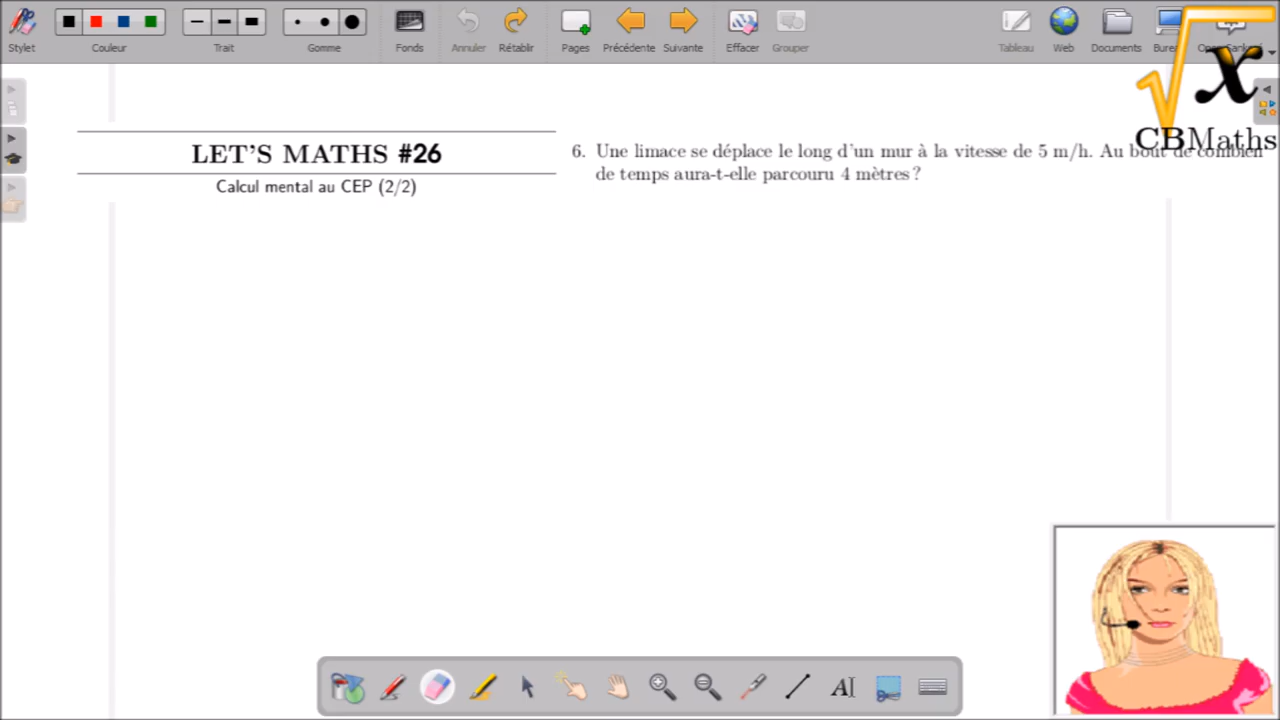 Stylet
Couleur
Trait
Gomme
Fonds
Annuler
Rétablir
Pages
Précédente
Suivante
Effacer
Grouper
Tableau
Web
Documents
x
CBMaths
LET'S MATHS #26
Calcul mental au CEP (2/2)
6. Une limace se déplace le long d'un mur à la vitesse de 5 m/h. Au bout de combien
de temps aura-t-elle parcouru 4 mètres ?
AI